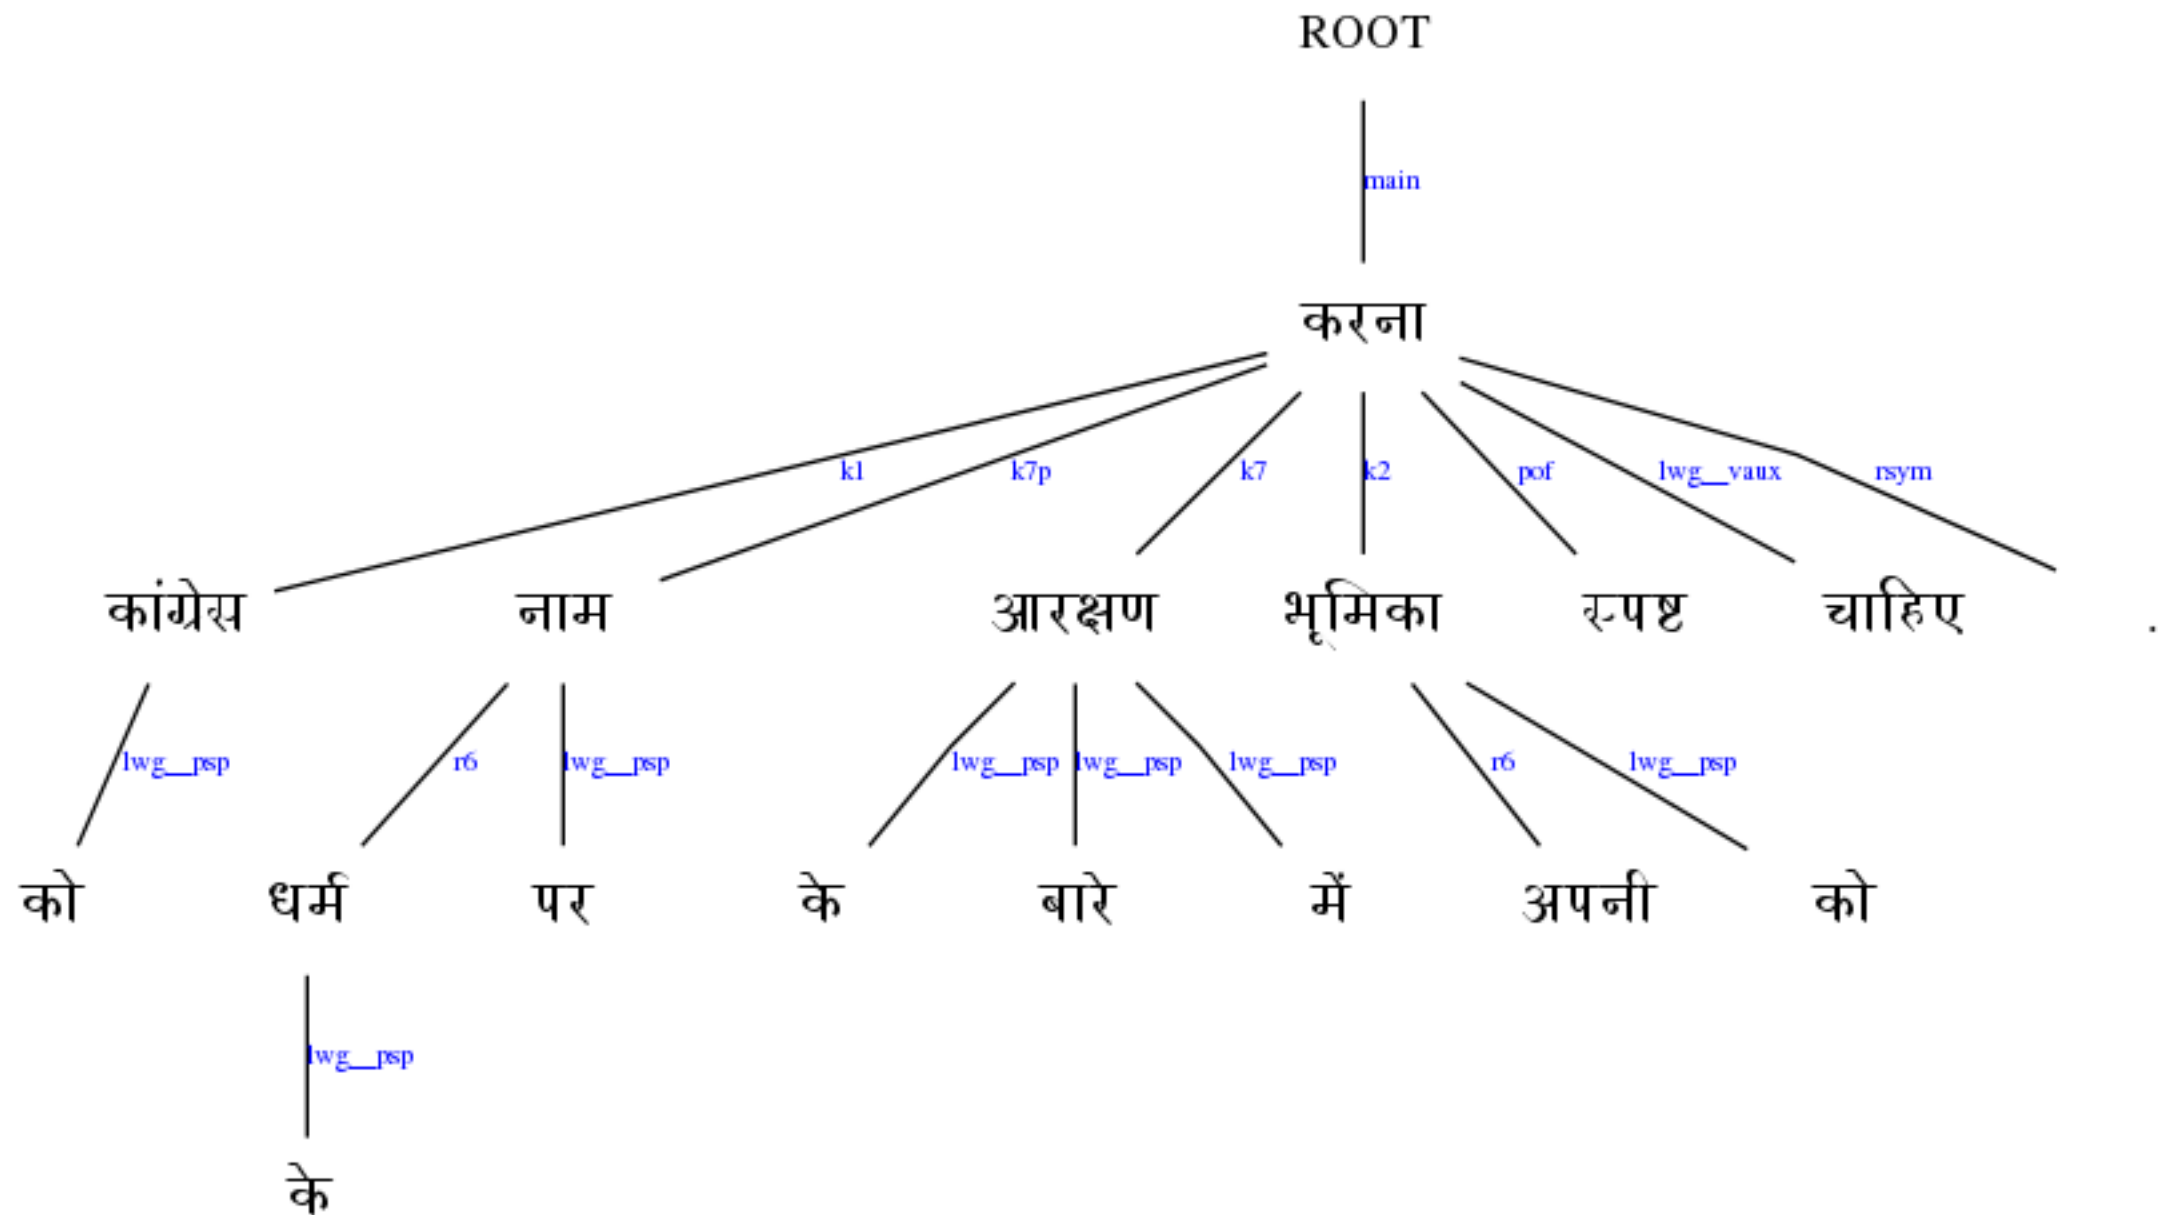 ROOT
main
करना
k1 k7p k7 k2 pof lwg__vaux rsym
कांग्रेस नाम आरक्षण भूमिका स्पष्ट चाहिए .
lwg__psp r6 lwg__psp lwg__psp lwg__psp lwg__psp r6 lwg__psp
को धर्म पर के बारे में अपनी को
lwg__psp
के